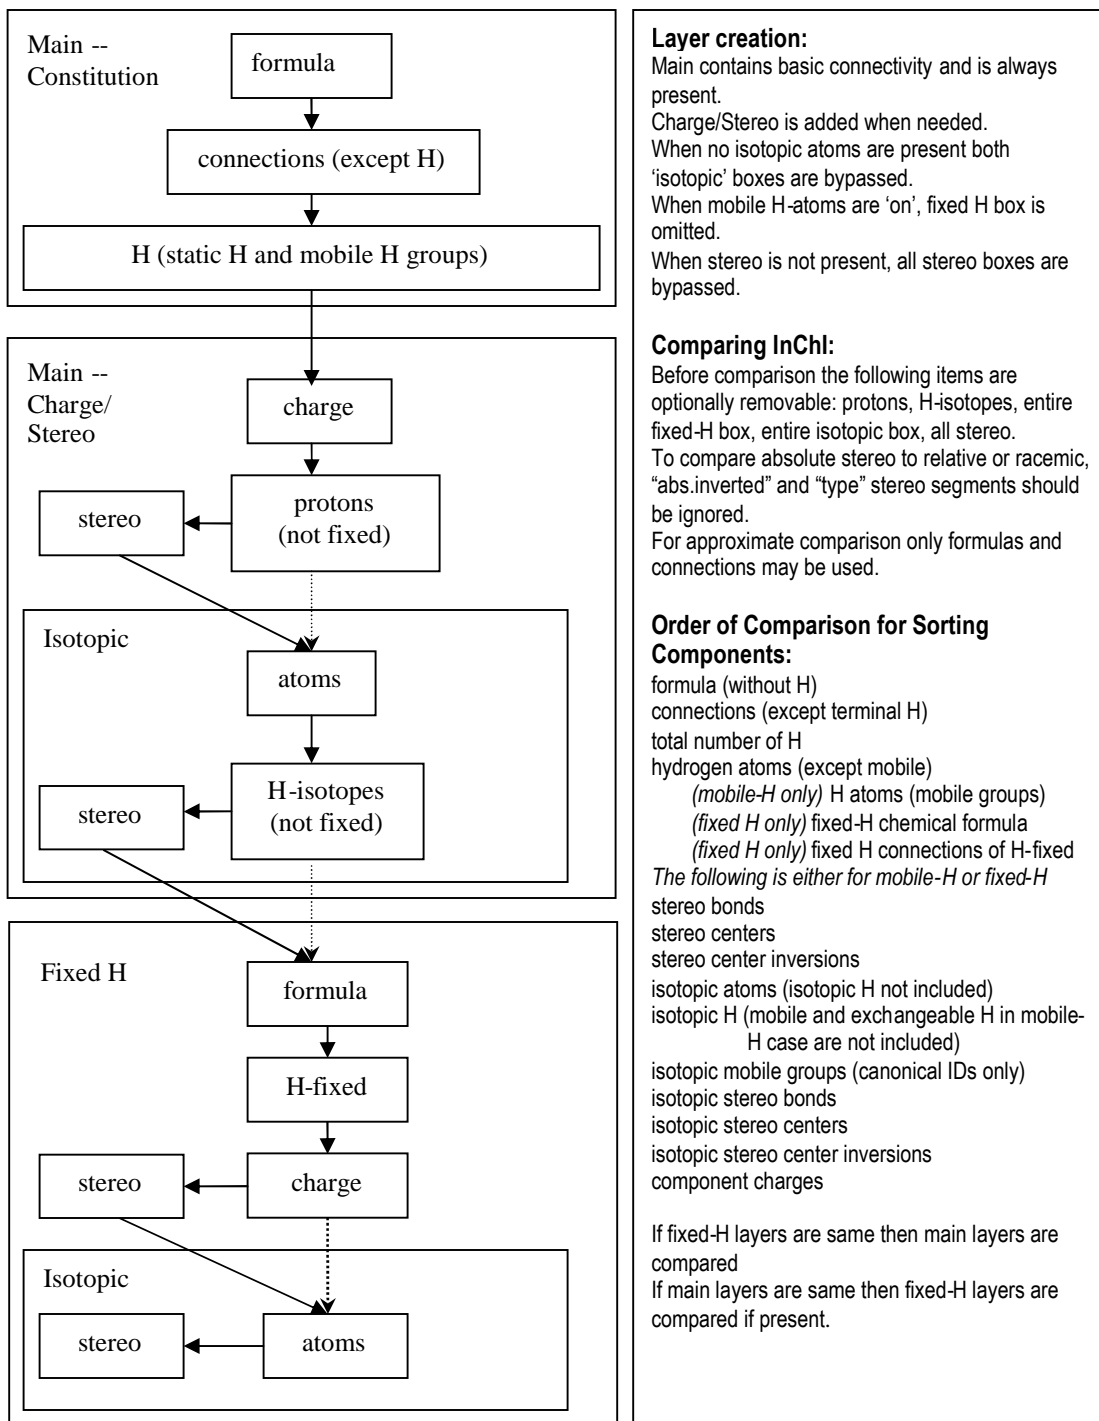 Main --
Constitution
formula
connections (except H)
H (static H and mobile H groups)
Main --
Charge/
Stereo
charge
protons
(not fixed)
stereo
Isotopic
atoms
H-isotopes
(not fixed)
stereo
Fixed H
formula
H-fixed
charge
stereo
Isotopic
atoms
stereo
Layer creation:
Main contains basic connectivity and is always
present.
Charge/Stereo is added when needed.
When no isotopic atoms are present both
‘isotopic’ boxes are bypassed.
When mobile H-atoms are ‘on’, fixed H box is
omitted.
When stereo is not present, all stereo boxes are
bypassed.
Comparing InChI:
Before comparison the following items are
optionally removable: protons, H-isotopes, entire
fixed-H box, entire isotopic box, all stereo.
To compare absolute stereo to relative or racemic,
“abs.inverted” and “type” stereo segments should
be ignored.
For approximate comparison only formulas and
connections may be used.
Order of Comparison for Sorting
Components:
formula (without H)
connections (except terminal H)
total number of H
hydrogen atoms (except mobile)
(mobile-H only) H atoms (mobile groups)
(fixed H only) fixed-H chemical formula
(fixed H only) fixed H connections of H-fixed
The following is either for mobile-H or fixed-H
stereo bonds
stereo centers
stereo center inversions
isotopic atoms (isotopic H not included)
isotopic H (mobile and exchangeable H in mobile-
H case are not included)
isotopic mobile groups (canonical IDs only)
isotopic stereo bonds
isotopic stereo centers
isotopic stereo center inversions
component charges
If fixed-H layers are same then main layers are
compared
If main layers are same then fixed-H layers are
compared if present.